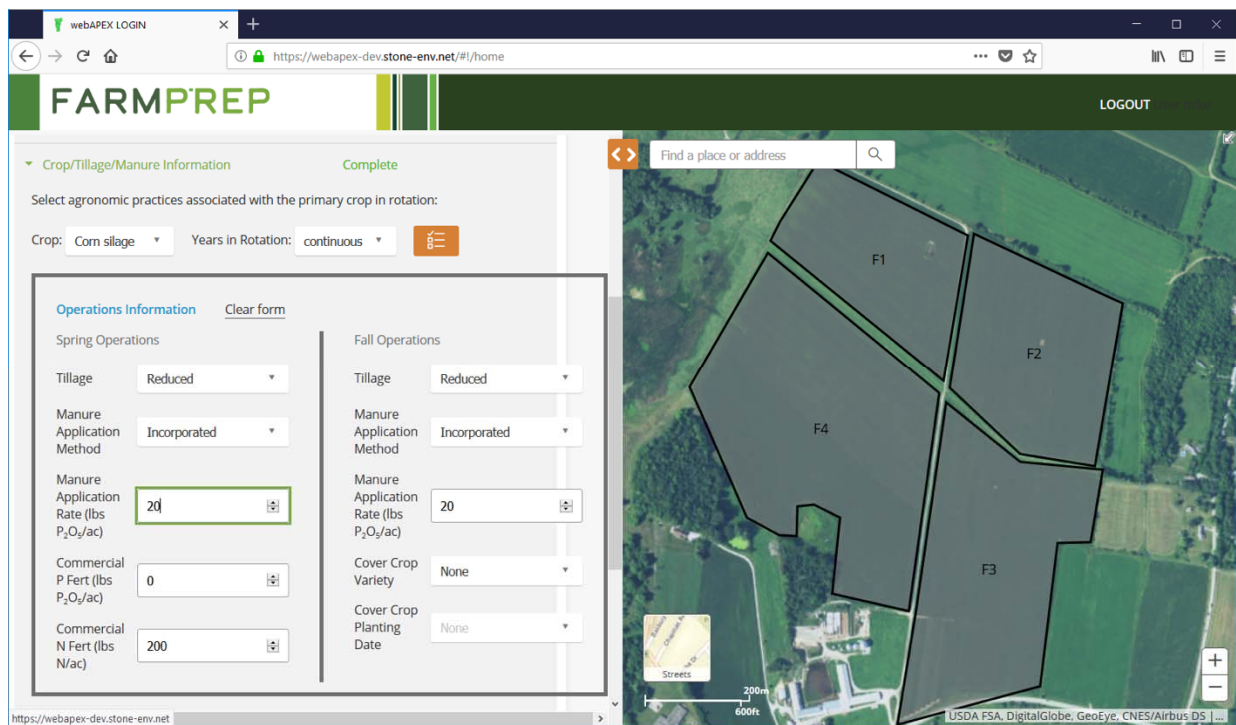 webAPEX LOGIN
https://webapex-dev.stone-env.net/#!/home
FARMPREP
LOGOUT
Crop/Tillage/Manure Information
Complete
Select agronomic practices associated with the primary crop in rotation:
Crop:
Corn silage
Years in Rotation:
continuous
Operations Information
Clear form
Spring Operations
Tillage
Reduced
Manure
Application
Method
Incorporated
Manure
Application
Rate (lbs
P₂O₅/ac)
20
Commercial
P Fert (lbs
P₂O₅/ac)
0
Commercial
N Fert (lbs
N/ac)
200
Fall Operations
Tillage
Reduced
Manure
Application
Method
Incorporated
Manure
Application
Rate (lbs
P₂O₅/ac)
20
Cover Crop
Variety
None
Cover Crop
Planting
Date
None
Find a place or address
F1
F2
F4
F3
Streets
200m
600ft
USDA FSA, DigitalGlobe, GeoEye, CNES/Airbus DS | ...
https://webapex-dev.stone-env.net